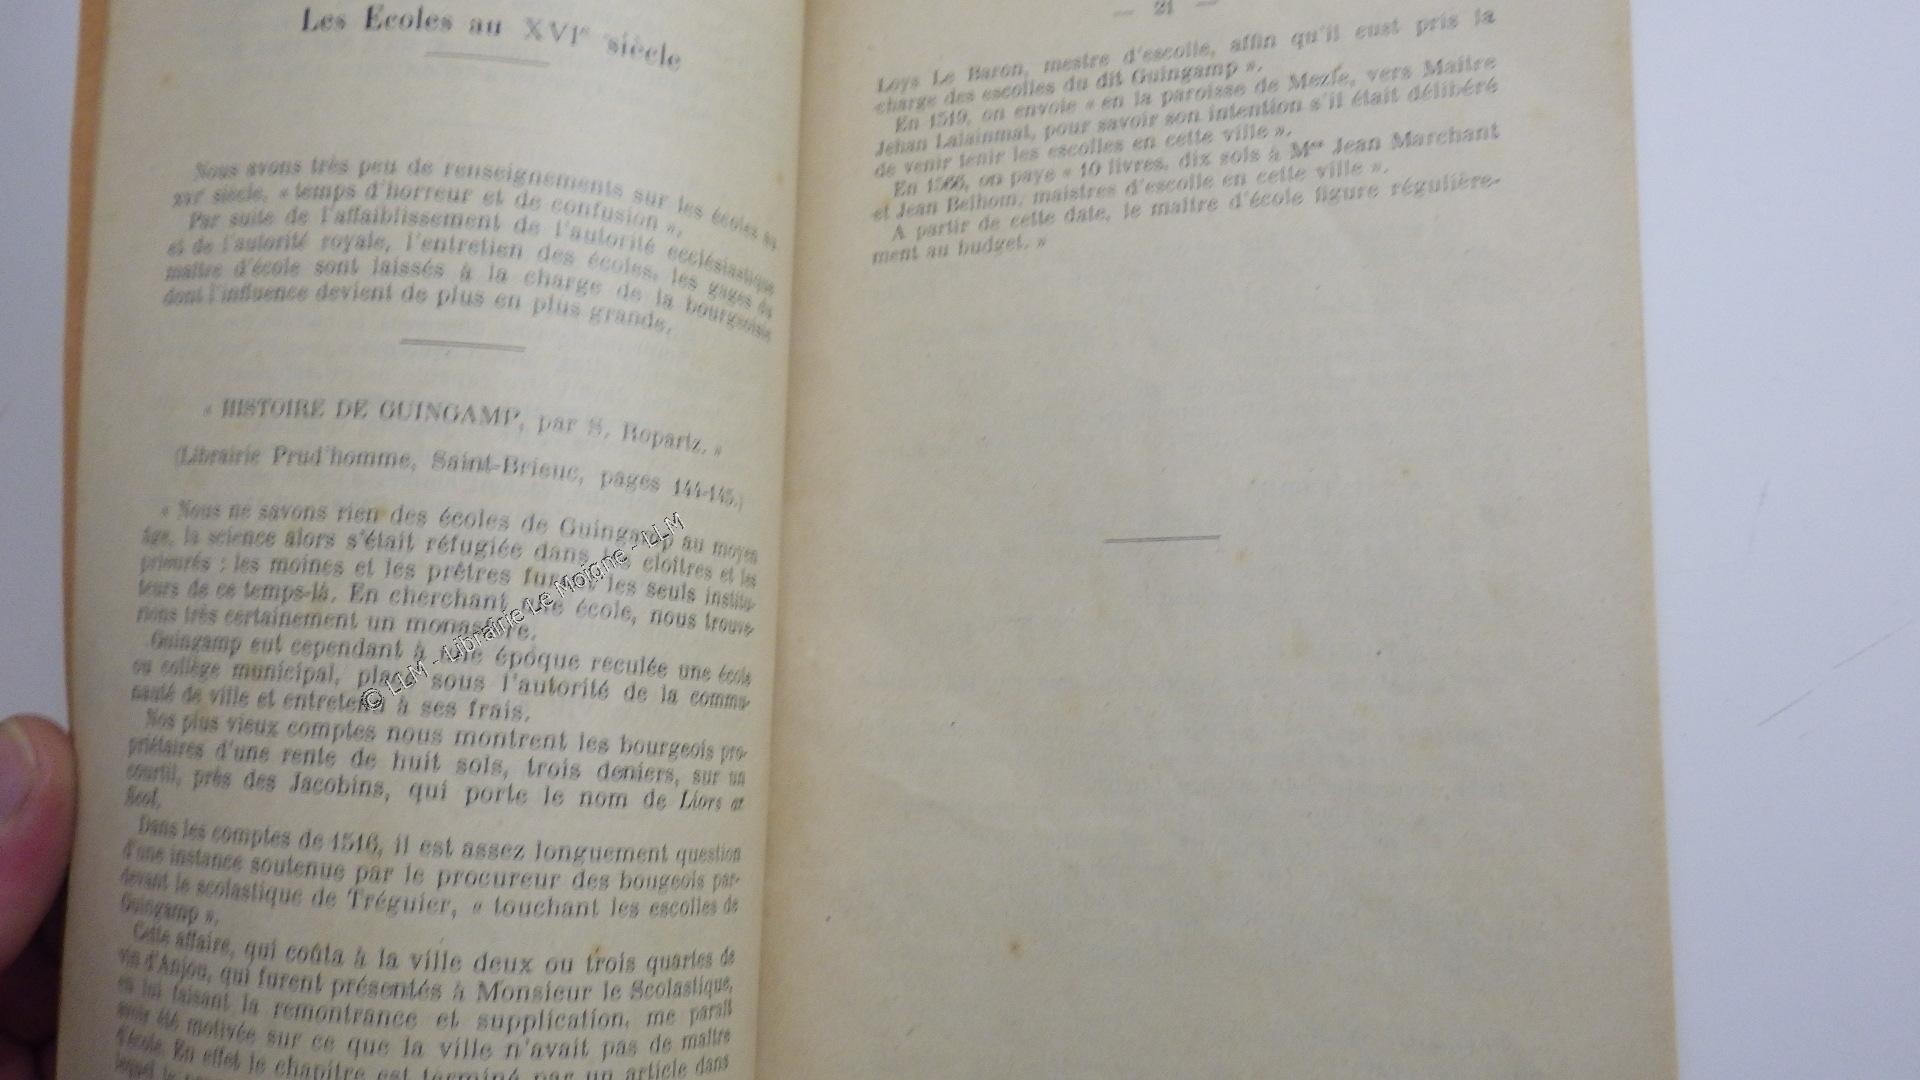 Les Écoles au XVIe siècle
Nous avons très peu de renseignements sur les écoles au
XVIe siècle, « temps d'horreur et de confusion ».
Par suite de l'affaiblissement de l'autorité ecclésiastique
et de l'autorité royale, l'entretien des écoles, les gages du
maître d'école sont laissés à la charge de la bourgeoisie
dont l'influence devient de plus en plus grande.
« HISTOIRE DE GUINGAMP, par S. Ropartz. »
(Librairie Prud'homme, Saint-Brieuc, pages 144-145.)
« Nous ne savons rien des écoles de Guingamp au moyen
âge, la science alors s'était réfugiée dans les cloîtres et les
prieurés : les moines et les prêtres furent les seuls institu-
teurs de ce temps-là. En cherchant une école, nous trouve-
rions très certainement un monastère.
Guingamp eut cependant à une époque reculée une école
ou collège municipal, placé sous l'autorité de la commu-
nauté de ville et entretenu à ses frais.
Nos plus vieux comptes nous montrent les bourgeois pro-
priétaires d'une rente de huit sols, trois deniers, sur un
courtil, près des Jacobins, qui porte le nom de Liors ar
Scol.
Dans les comptes de 1516, il est assez longuement question
d'une instance soutenue par le procureur des bougeois par-
devant le scolastique de Tréguier, « touchant les escolles de
Guingamp ».
Cette affaire, qui coûta à la ville deux ou trois quartes de
vin d'Anjou, qui furent présentés à Monsieur le Scolastique,
en lui faisant la remontrance et supplication, me paraît
avoir été motivée sur ce que la ville n'avait pas de maître
d'école. En effet le chapitre est terminé par un article dans
lequel le
— 21 —
Loys Le Baron, mestre d'escolle, affin qu'il eust pris la
charge des escolles du dit Guingamp ».
En 1519, on envoie « en la paroisse de Mezle, vers Maître
Jehan Lalainmat, pour savoir son intention s'il était délibéré
de venir tenir les escolles en cette ville ».
En 1566, on paye « 10 livres, dix sols à Mes Jean Marchant
et Jean Belhom, maistres d'escolle en cette ville ».
A partir de cette date, le maître d'école figure régulière-
ment au budget. »
© LLM - Librairie Le Moigne - LLM